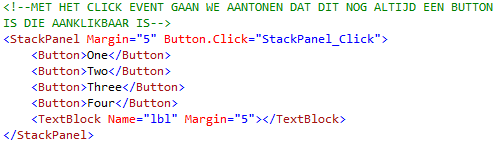 <!--MET HET CLICK EVENT GAAN WE AANTONEN DAT DIT NOG ALTIJD EEN BUTTON
IS DIE AANKLIKBAAR IS-->
<StackPanel Margin="5" Button.Click="StackPanel_Click">
    <Button>One</Button>
    <Button>Two</Button>
    <Button>Three</Button>
    <Button>Four</Button>
    <TextBlock Name="lbl" Margin="5"></TextBlock>
</StackPanel>